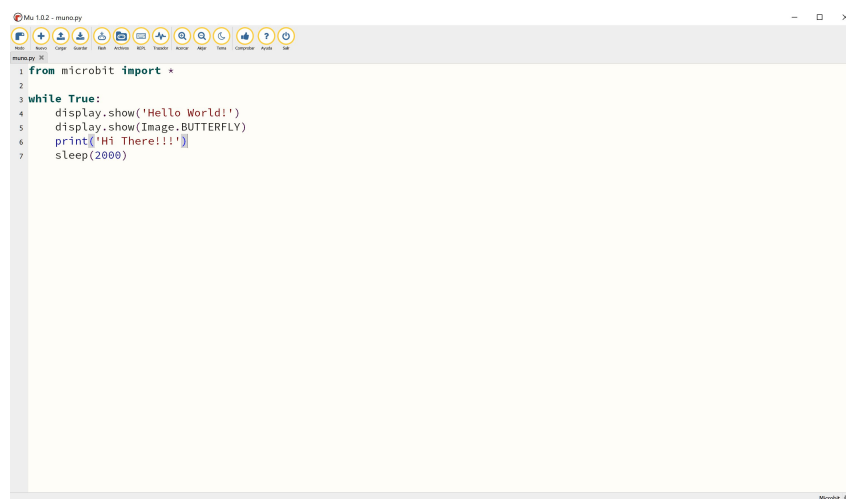 Mu 1.0.2 - muno.py
Modo Nuevo Cargar Guardar Flash Archivos REPL Trazador Acercar Alejar Tema Comprobar Ayuda Salir
muno.py
1 from microbit import *
2
3 while True:
4     display.show('Hello World!')
5     display.show(Image.BUTTERFLY)
6     print('Hi There!!!')
7     sleep(2000)
Microbit